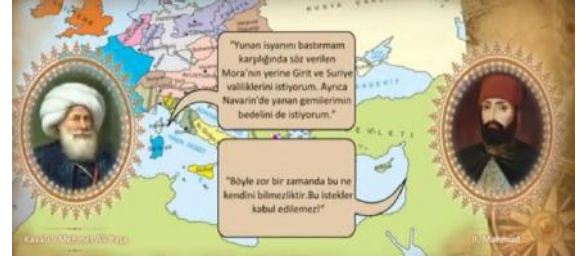 "Yunan isyanını bastırmam
karşılığında söz verilen
Mora'nın yerine Girit ve Suriye
valiliklerini istiyorum. Ayrıca
Navarin'de yanan gemilerimin
bedelini de istiyorum."
"Böyle zor bir zamanda bu ne
kendini bilmezliktir.Bu istekler
kabul edilemez!"
Kavalalı Mehmet Ali Paşa
II. Mahmud